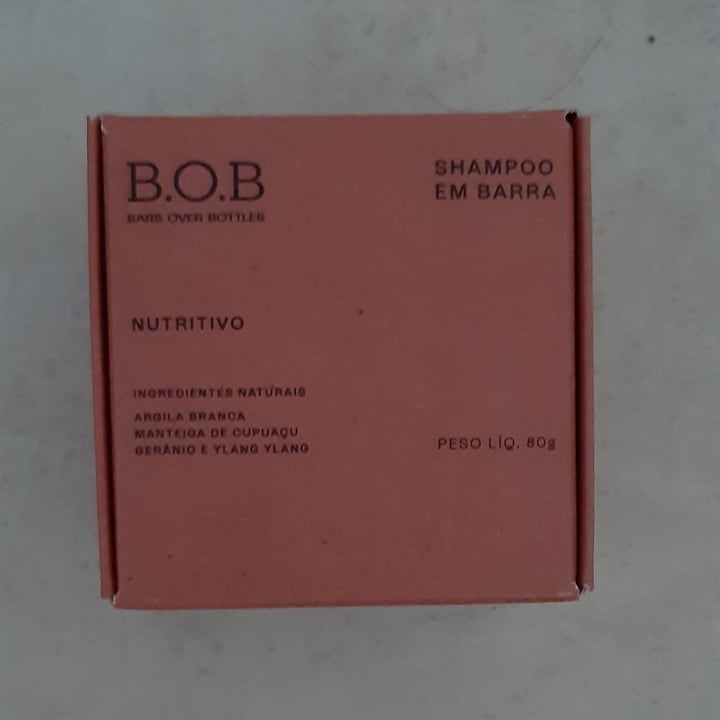 B.O.B
BARS OVER BOTTLES
SHAMPOO
EM BARRA
NUTRITIVO
INGREDIENTES NATURAIS
ARGILA BRANCA
MANTEIGA DE CUPUAÇU
GERÂNIO E YLANG YLANG
PESO LÍQ. 80g